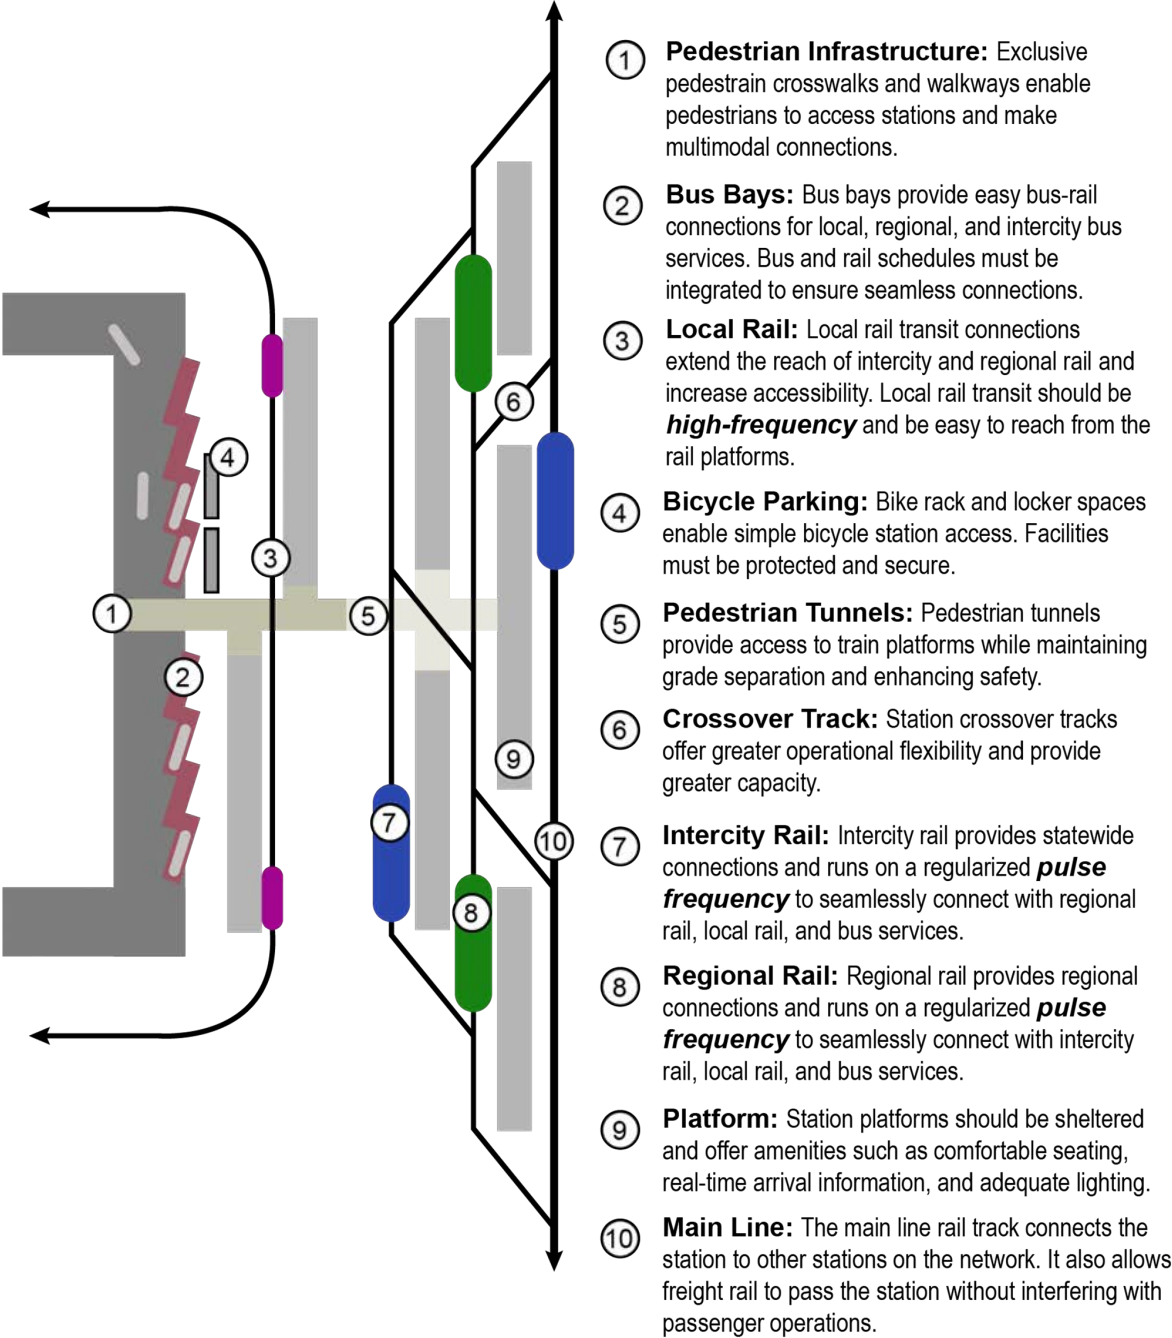 1 Pedestrian Infrastructure: Exclusive
pedestrain crosswalks and walkways enable
pedestrians to access stations and make
multimodal connections.
2 Bus Bays: Bus bays provide easy bus-rail
connections for local, regional, and intercity bus
services. Bus and rail schedules must be
integrated to ensure seamless connections.
3 Local Rail: Local rail transit connections
extend the reach of intercity and regional rail and
increase accessibility. Local rail transit should be
high-frequency and be easy to reach from the
rail platforms.
4 Bicycle Parking: Bike rack and locker spaces
enable simple bicycle station access. Facilities
must be protected and secure.
5 Pedestrian Tunnels: Pedestrian tunnels
provide access to train platforms while maintaining
grade separation and enhancing safety.
6 Crossover Track: Station crossover tracks
offer greater operational flexibility and provide
greater capacity.
7 Intercity Rail: Intercity rail provides statewide
connections and runs on a regularized pulse
frequency to seamlessly connect with regional
rail, local rail, and bus services.
8 Regional Rail: Regional rail provides regional
connections and runs on a regularized pulse
frequency to seamlessly connect with intercity
rail, local rail, and bus services.
9 Platform: Station platforms should be sheltered
and offer amenities such as comfortable seating,
real-time arrival information, and adequate lighting.
10 Main Line: The main line rail track connects the
station to other stations on the network. It also allows
freight rail to pass the station without interfering with
passenger operations.
6
4
3
1
5
2
9
7
10
8